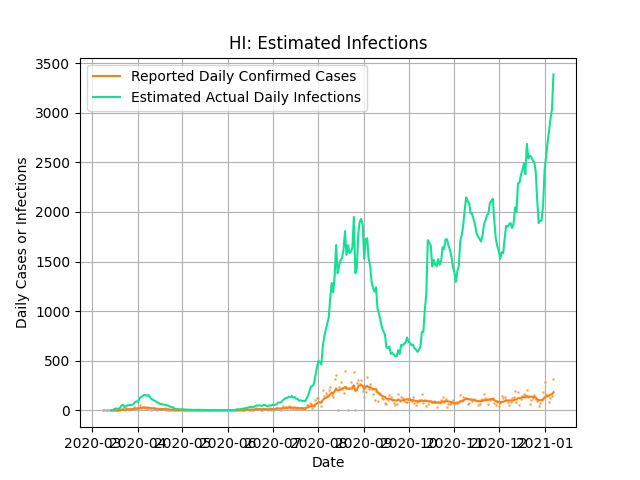 HI: Estimated Infections
Reported Daily Confirmed Cases
Estimated Actual Daily Infections
3500
3000
2500
2000
1500
1000
500
0
Daily Cases or Infections
2020-03 2020-04 2020-05 2020-06 2020-07 2020-08 2020-09 2020-10 2020-11 2020-12 2021-01
Date